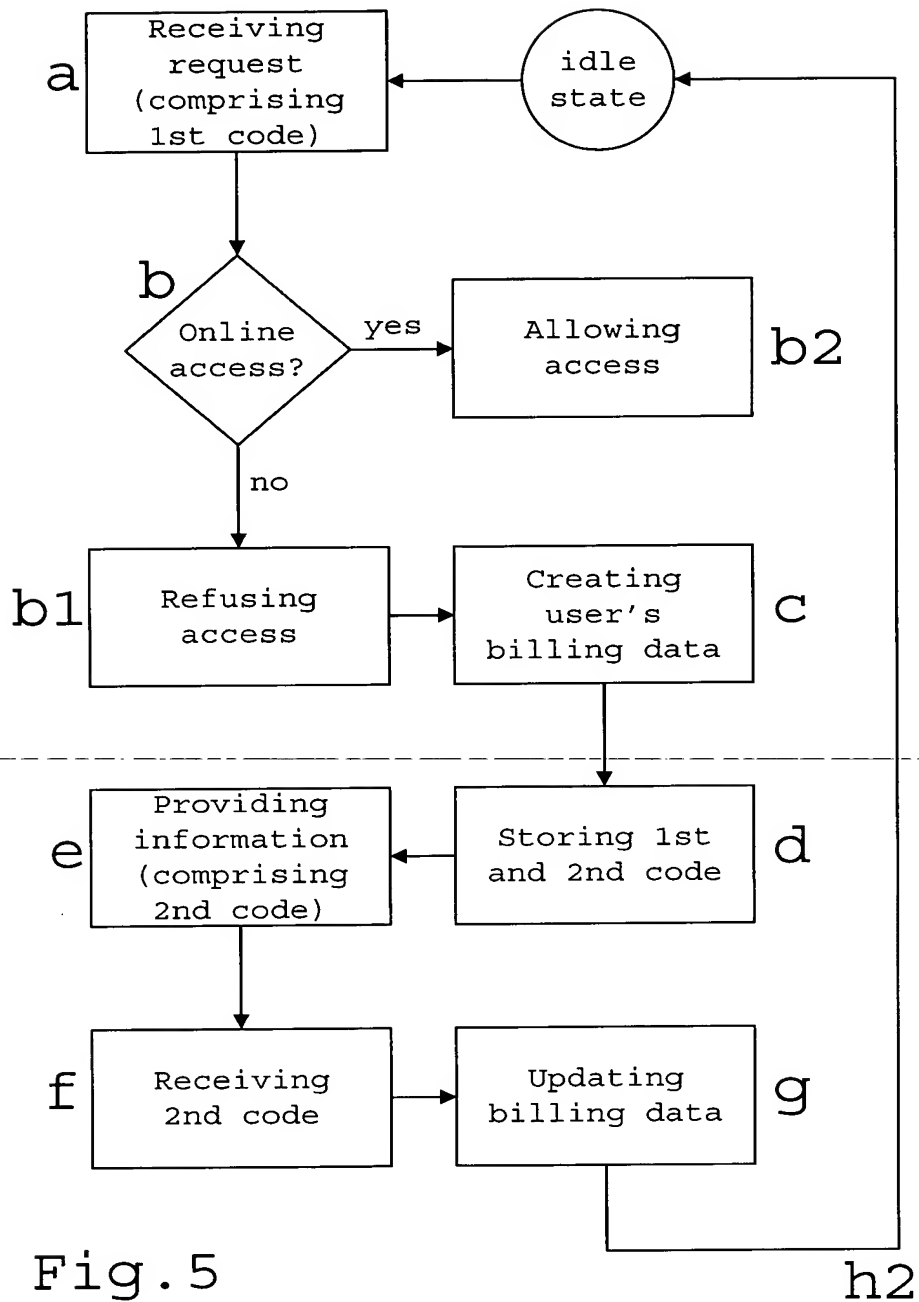 Receiving
request
(comprising
1st code)
a
idle
state
b
Online
access?
yes
Allowing
access
b2
no
b1
Refusing
access
Creating
user's
billing data
c
Providing
information
(comprising
2nd code)
e
Storing 1st
and 2nd code
d
f
Receiving
2nd code
Updating
billing data
g
h2
Fig.5